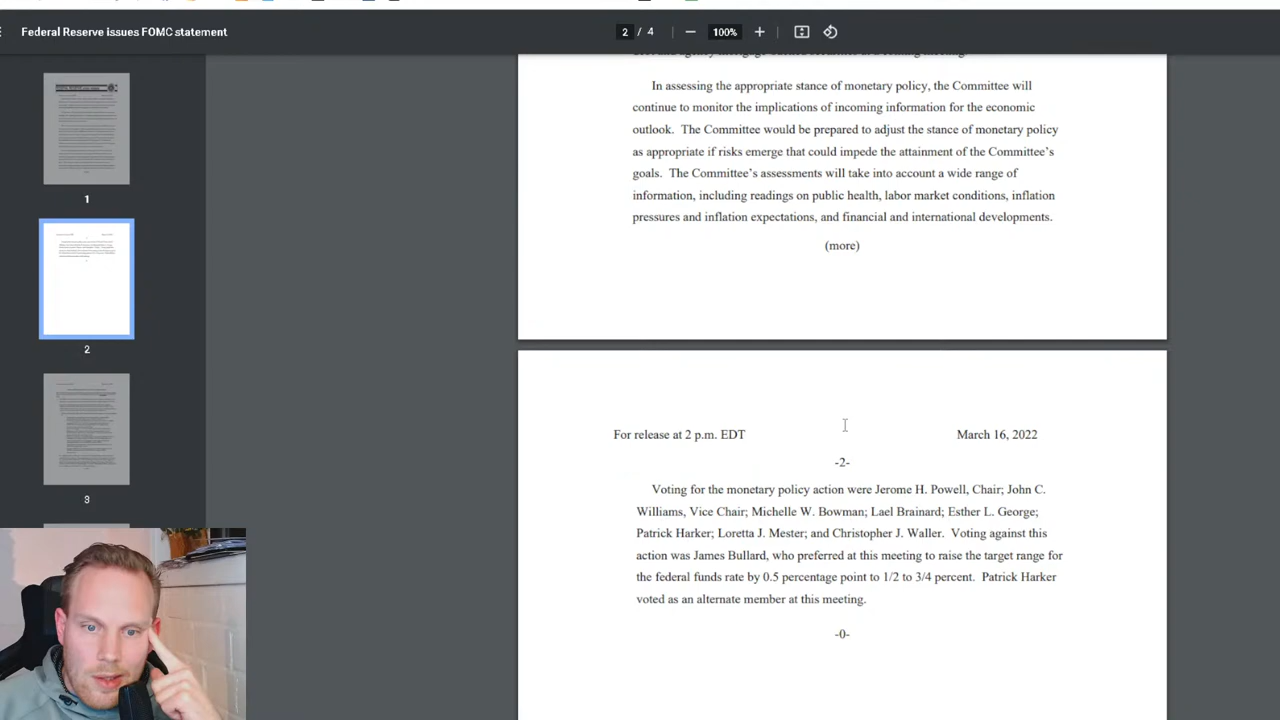 Federal Reserve issues FOMC statement
2 / 4
100%
1
2
3
In assessing the appropriate stance of monetary policy, the Committee will
continue to monitor the implications of incoming information for the economic
outlook. The Committee would be prepared to adjust the stance of monetary policy
as appropriate if risks emerge that could impede the attainment of the Committee's
goals. The Committee's assessments will take into account a wide range of
information, including readings on public health, labor market conditions, inflation
pressures and inflation expectations, and financial and international developments.
(more)
For release at 2 p.m. EDT
March 16, 2022
-2-
Voting for the monetary policy action were Jerome H. Powell, Chair; John C.
Williams, Vice Chair; Michelle W. Bowman; Lael Brainard; Esther L. George;
Patrick Harker; Loretta J. Mester; and Christopher J. Waller. Voting against this
action was James Bullard, who preferred at this meeting to raise the target range for
the federal funds rate by 0.5 percentage point to 1/2 to 3/4 percent. Patrick Harker
voted as an alternate member at this meeting.
-0-